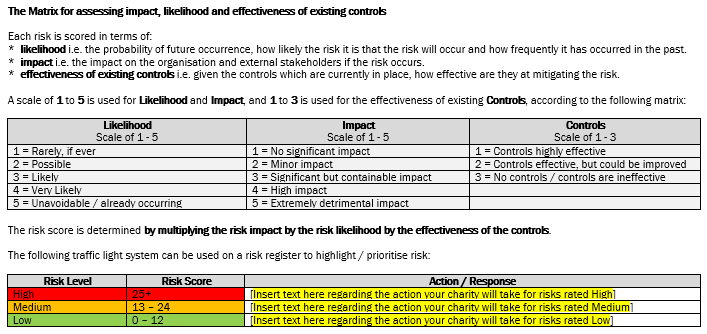 The Matrix for assessing impact, likelihood and effectiveness of existing controls
Each risk is scored in terms of:
* likelihood i.e. the probability of future occurrence, how likely the risk it is that the risk will occur and how frequently it has occurred in the past.
* impact i.e. the impact on the organisation and external stakeholders if the risk occurs.
* effectiveness of existing controls i.e. given the controls which are currently in place, how effective are they at mitigating the risk.
A scale of 1 to 5 is used for Likelihood and Impact, and 1 to 3 is used for the effectiveness of existing Controls, according to the following matrix:
Likelihood Impact Controls
Scale of 1 - 5 Scale of 1 - 5 Scale of 1 - 3
1 = Rarely, if ever 1 = No significant impact 1 = Controls highly effective
2 = Possible 2 = Minor impact 2 = Controls effective, but could be improved
3 = Likely 3 = Significant but containable impact 3 = No controls / controls are ineffective
4 = Very Likely 4 = High impact
5 = Unavoidable / already occurring 5 = Extremely detrimental impact
The risk score is determined by multiplying the risk impact by the risk likelihood by the effectiveness of the controls.
The following traffic light system can be used on a risk register to highlight / prioritise risk:
Risk Level Risk Score Action / Response
High 25+ [Insert text here regarding the action your charity will take for risks rated High]
Medium 13 – 24 [Insert text here regarding the action your charity will take for risks rated Medium]
Low 0 – 12 [Insert text here regarding the action your charity will take for risks rated Low]